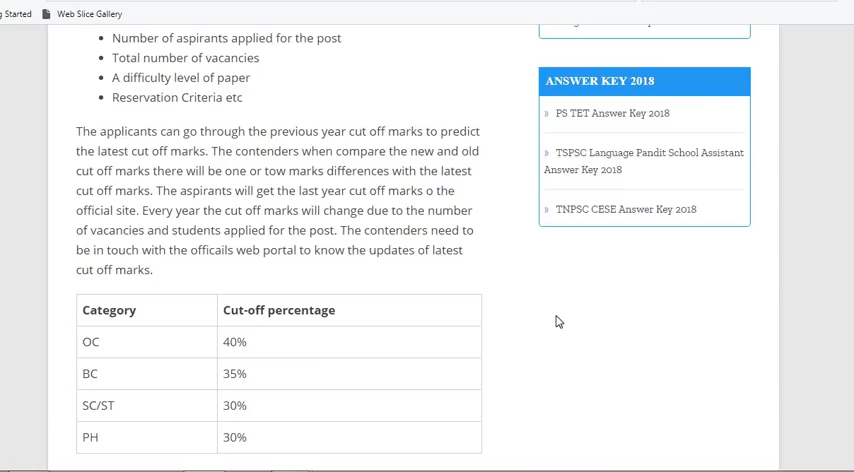 g Started
Web Slice Gallery
Number of aspirants applied for the post
Total number of vacancies
A difficulty level of paper
Reservation Criteria etc
The applicants can go through the previous year cut off marks to predict
the latest cut off marks. The contenders when compare the new and old
cut off marks there will be one or tow marks differences with the latest
cut off marks. The aspirants will get the last year cut off marks o the
official site. Every year the cut off marks will change due to the number
of vacancies and students applied for the post. The contenders need to
be in touch with the officails web portal to know the updates of latest
cut off marks.
Category Cut-off percentage
OC 40%
BC 35%
SC/ST 30%
PH 30%
ANSWER KEY 2018
» PS TET Answer Key 2018
» TSPSC Language Pandit School Assistant
Answer Key 2018
» TNPSC CESE Answer Key 2018